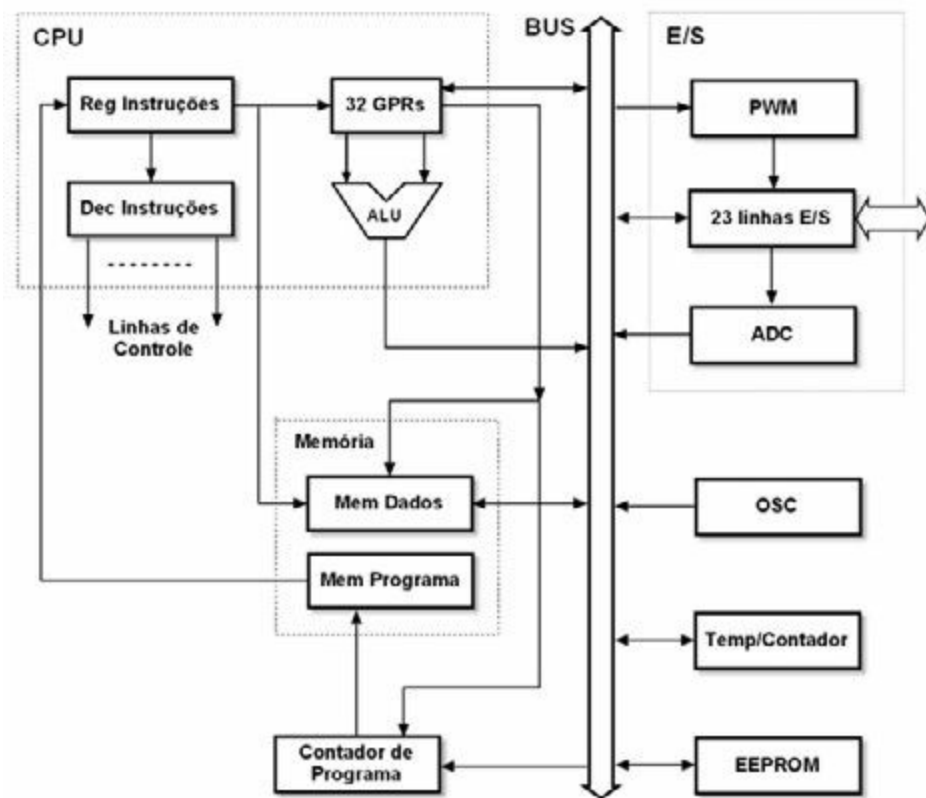 CPU
BUS
E/S
Reg Instruções
32 GPRs
PWM
Dec Instruções
ALU
23 linhas E/S
Linhas de
Controle
ADC
Memória
Mem Dados
OSC
Mem Programa
Temp/Contador
Contador de
Programa
EEPROM